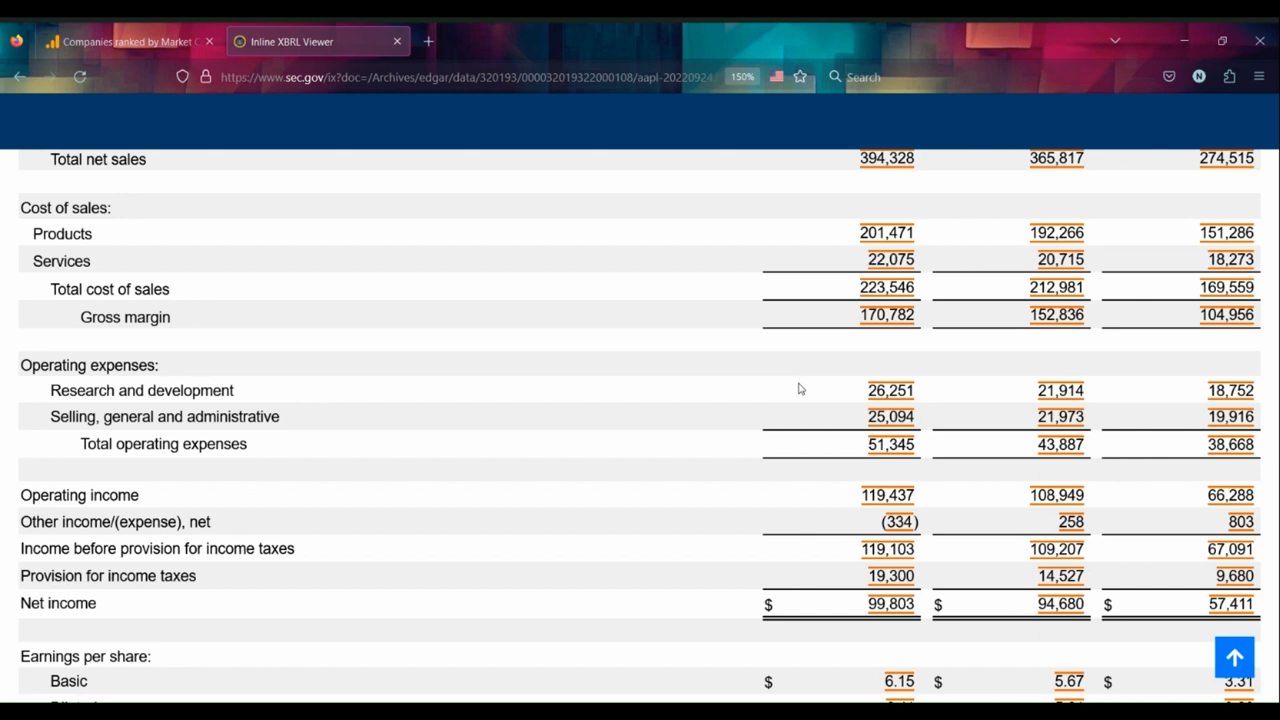 Companies ranked by Market
Inline XBRL Viewer
https://www.sec.gov/ix?doc=/Archives/edgar/data/320193/000032019322000108/aapl-20220924
150%
Search
N
Total net sales 394,328 365,817 274,515
Cost of sales:
Products 201,471 192,266 151,286
Services 22,075 20,715 18,273
Total cost of sales 223,546 212,981 169,559
Gross margin 170,782 152,836 104,956
Operating expenses:
Research and development 26,251 21,914 18,752
Selling, general and administrative 25,094 21,973 19,916
Total operating expenses 51,345 43,887 38,668
Operating income 119,437 108,949 66,288
Other income/(expense), net (334) 258 803
Income before provision for income taxes 119,103 109,207 67,091
Provision for income taxes 19,300 14,527 9,680
Net income $ 99,803 $ 94,680 $ 57,411
Earnings per share:
Basic $ 6.15 $ 5.67 $ 3.31